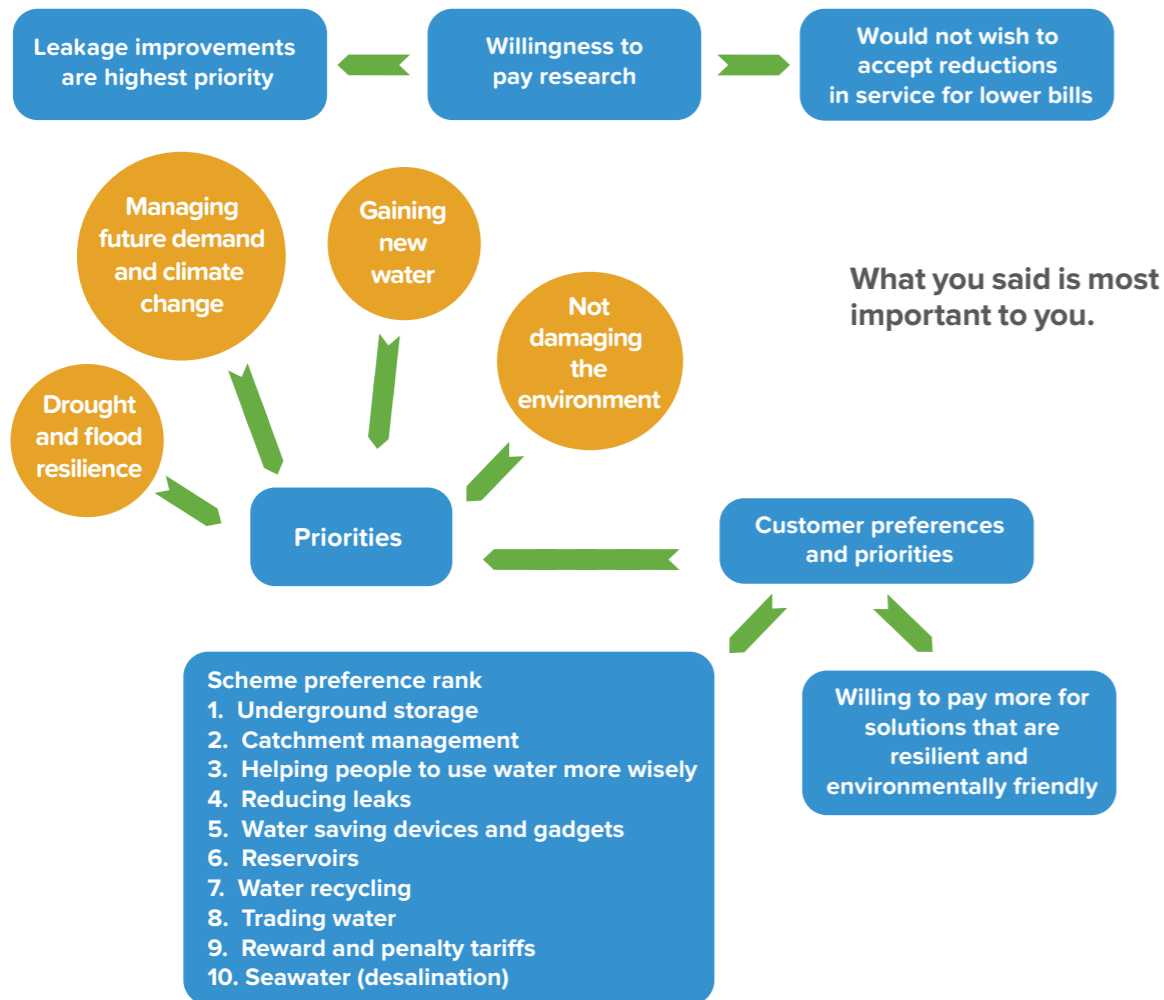 Leakage improvements
are highest priority
Willingness to
pay research
Would not wish to
accept reductions
in service for lower bills
Managing
future demand
and climate
change
Gaining
new
water
What you said is most
important to you.
Not
damaging
the
environment
Drought
and flood
resilience
Priorities
Customer preferences
and priorities
Scheme preference rank
1. Underground storage
2. Catchment management
3. Helping people to use water more wisely
4. Reducing leaks
5. Water saving devices and gadgets
6. Reservoirs
7. Water recycling
8. Trading water
9. Reward and penalty tariffs
10. Seawater (desalination)
Willing to pay more for
solutions that are
resilient and
environmentally friendly